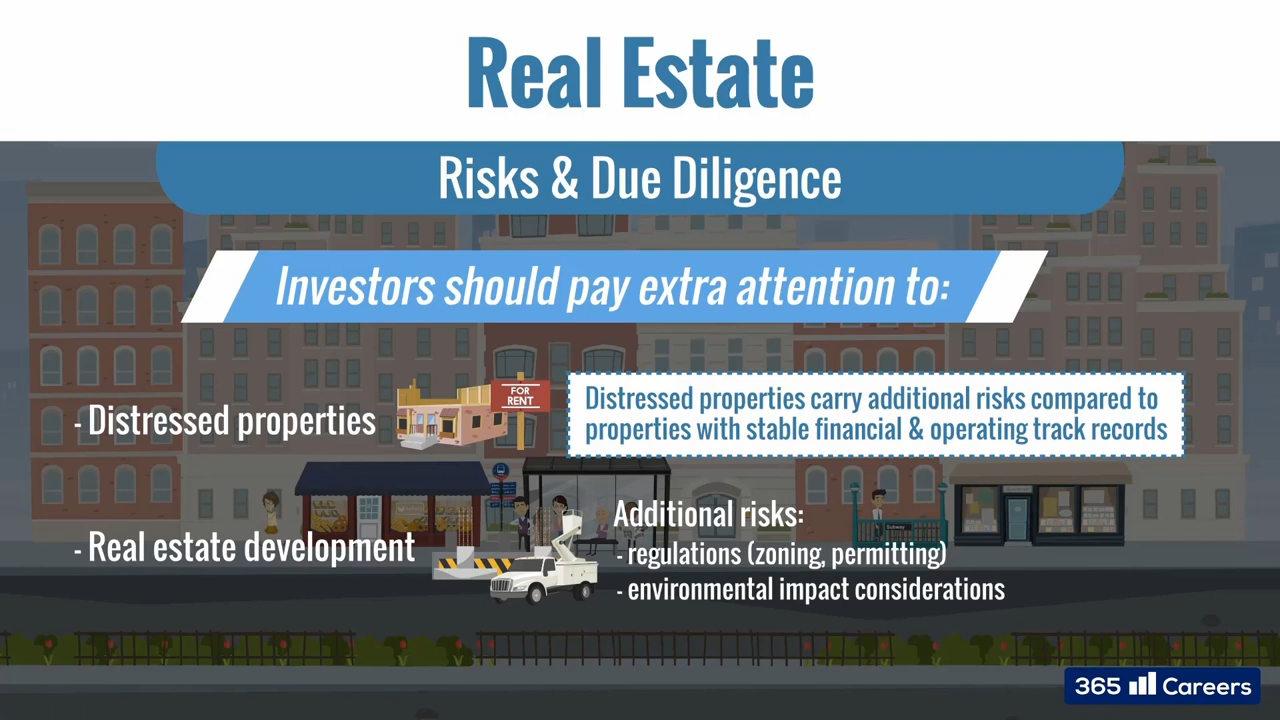 Real Estate
Risks & Due Diligence
Investors should pay extra attention to:
- Distressed properties
FOR
RENT
Distressed properties carry additional risks compared to
properties with stable financial & operating track records
- Real estate development
Additional risks:
- regulations (zoning, permitting)
- environmental impact considerations
Subway
365 Careers